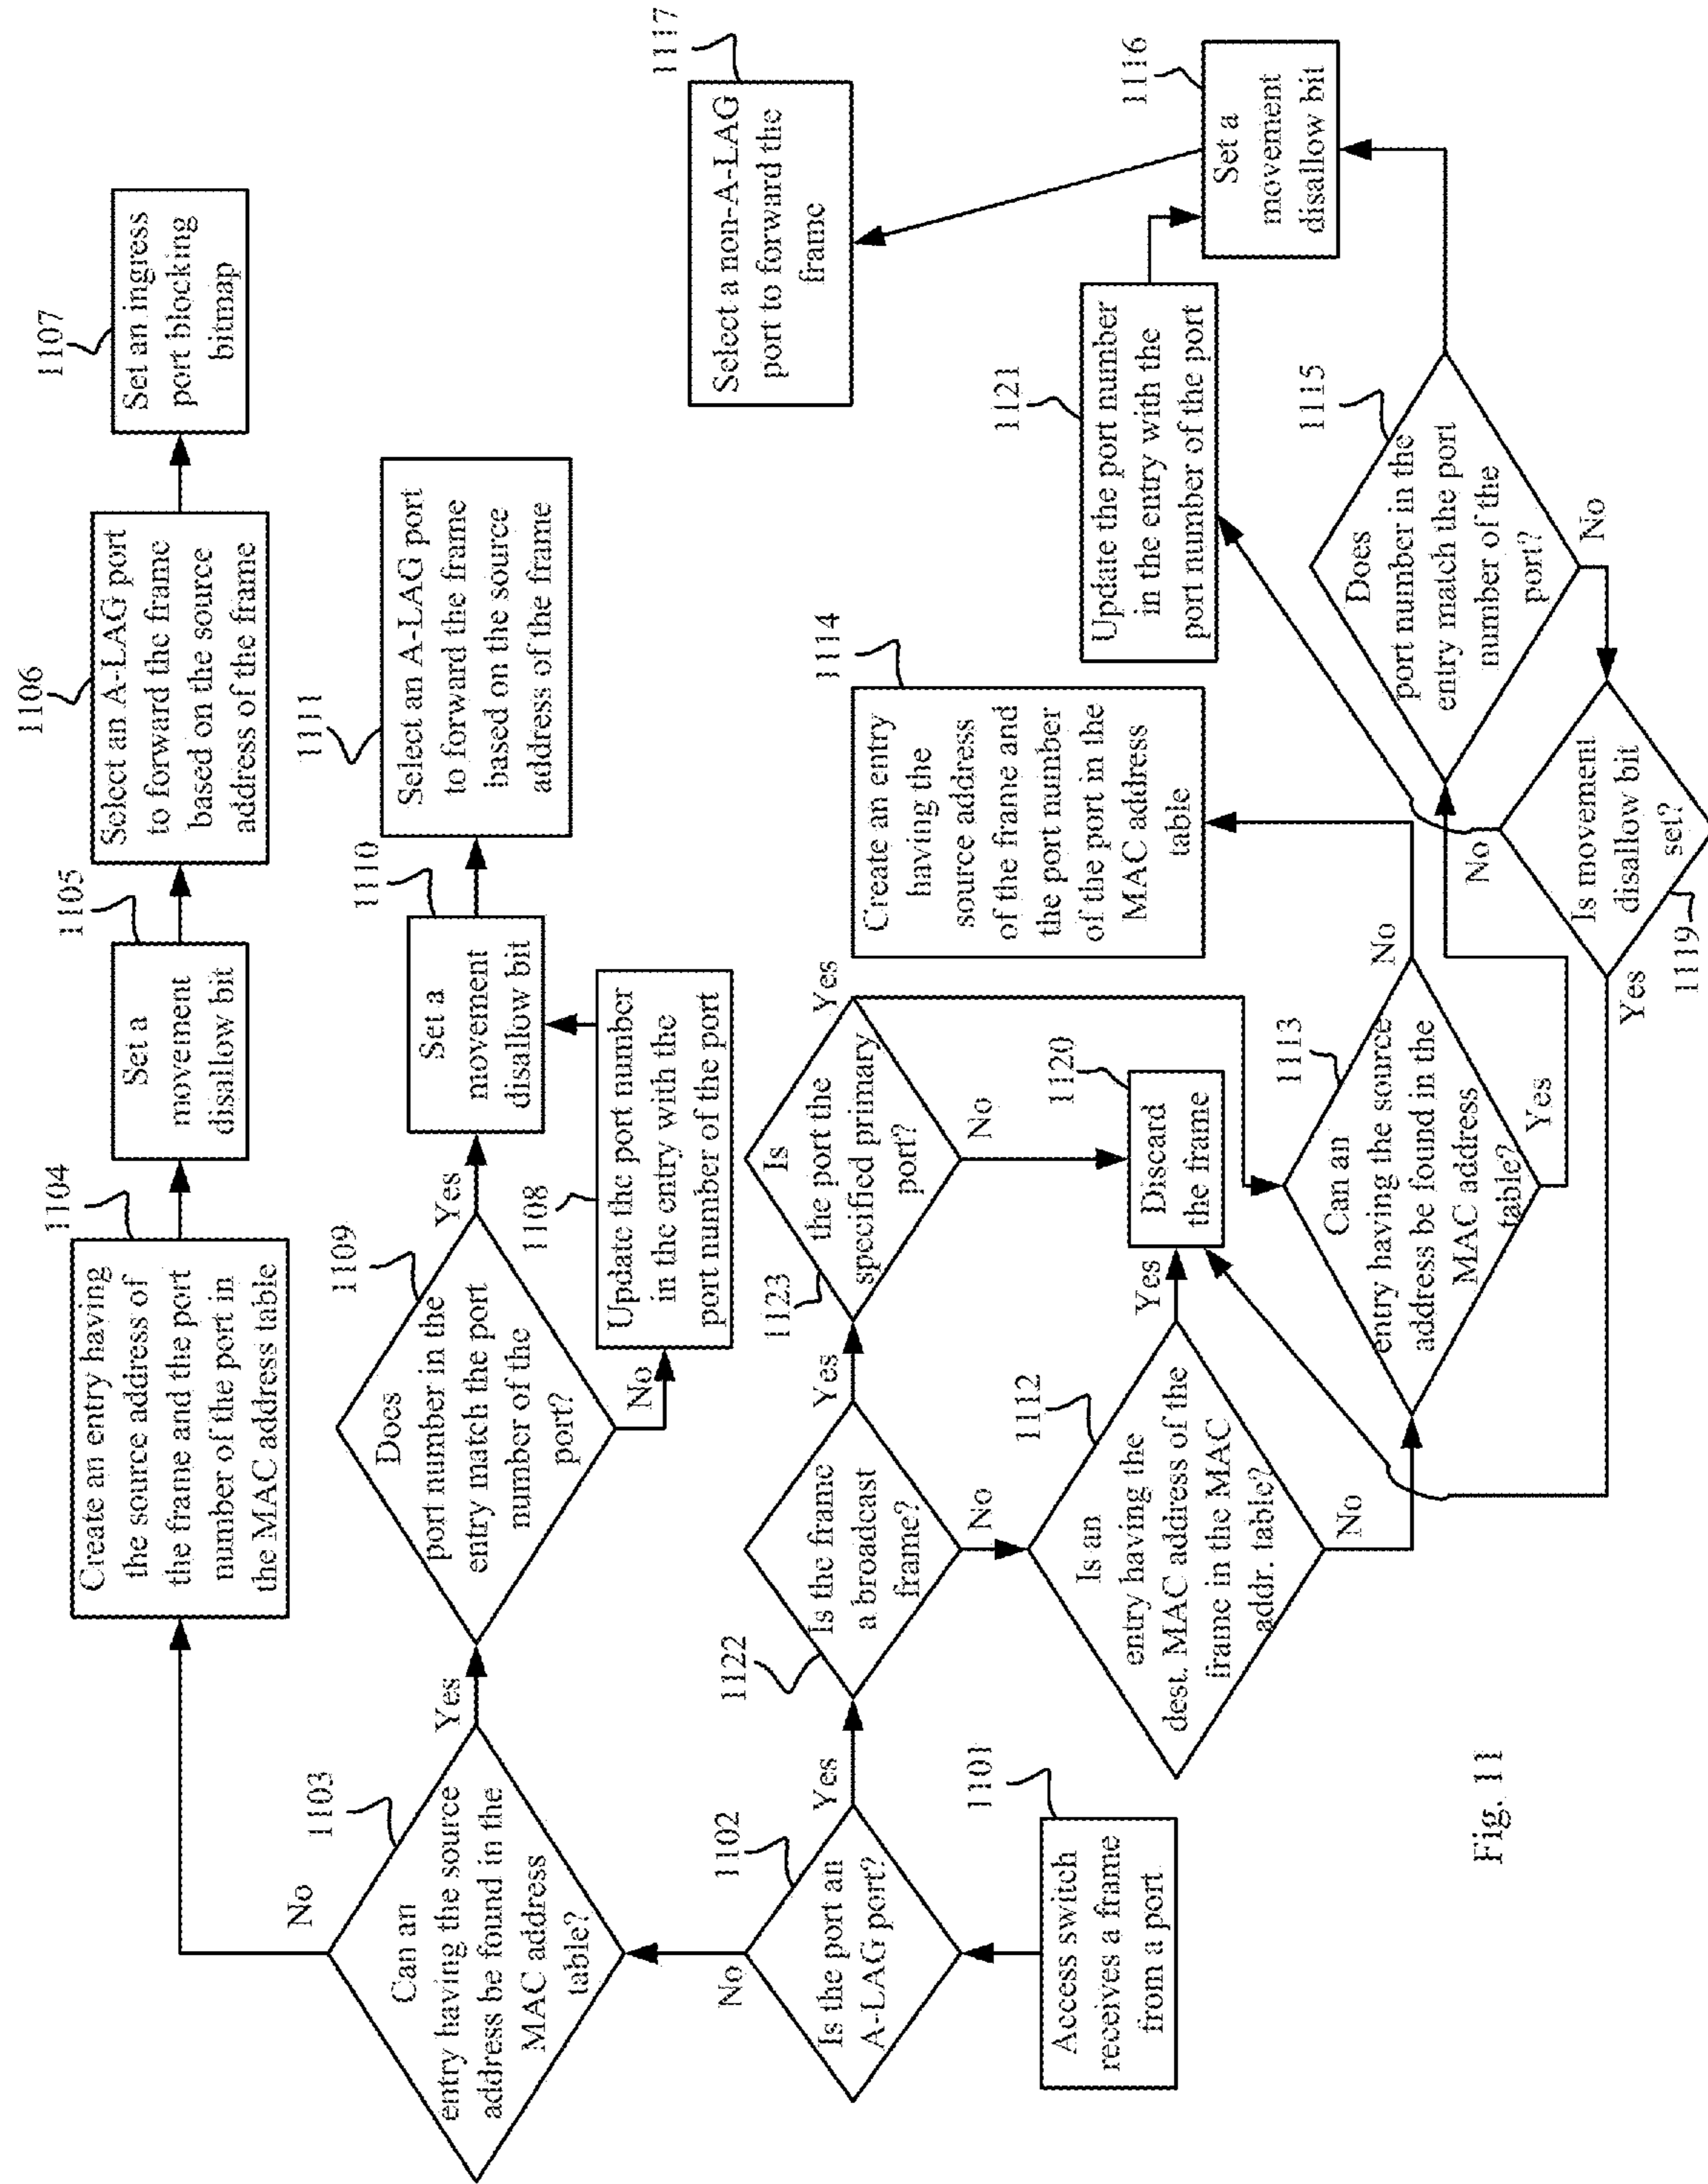 1101
Access switch
receives a frame
from a port
1102
Is the port an
A-LAG port?
No
Yes
1103
Can an
entry having the source
address be found in the
MAC address
table?
No
Yes
1104
Create an entry having
the source address of
the frame and the port
number of the port in
the MAC address table
1105
Set a
movement
disallow bit
1106
Select an A-LAG port
to forward the frame
based on the source
address of the frame
1107
Set an ingress
port blocking
bitmap
1109
Does
port number in the
entry match the port
number of the
port?
Yes
No
1108
Update the port number
in the entry with the
port number of the port
1110
Set a
movement
disallow bit
1111
Select an A-LAG port
to forward the frame
based on the source
address of the frame
1122
Is the frame
a broadcast
frame?
Yes
No
1123
Is
the port the
specified primary
port?
Yes
No
1112
Is an
entry having the
dest. MAC address of the
frame in the MAC
addr. table?
Yes
No
1120
Discard
the frame
1113
Can an
entry having the source
address be found in the
MAC address
table?
No
Yes
1114
Create an entry
having the
source address
of the frame and
the port number
of the port in the
MAC address
table
1115
Does
port number in the
entry match the port
number of the
port?
No
1119
Is movement
disallow bit
set?
No
Yes
1121
Update the port number
in the entry with the
port number of the port
1116
Set a
movement
disallow bit
1117
Select a non-A-LAG
port to forward the
frame
Fig. 11